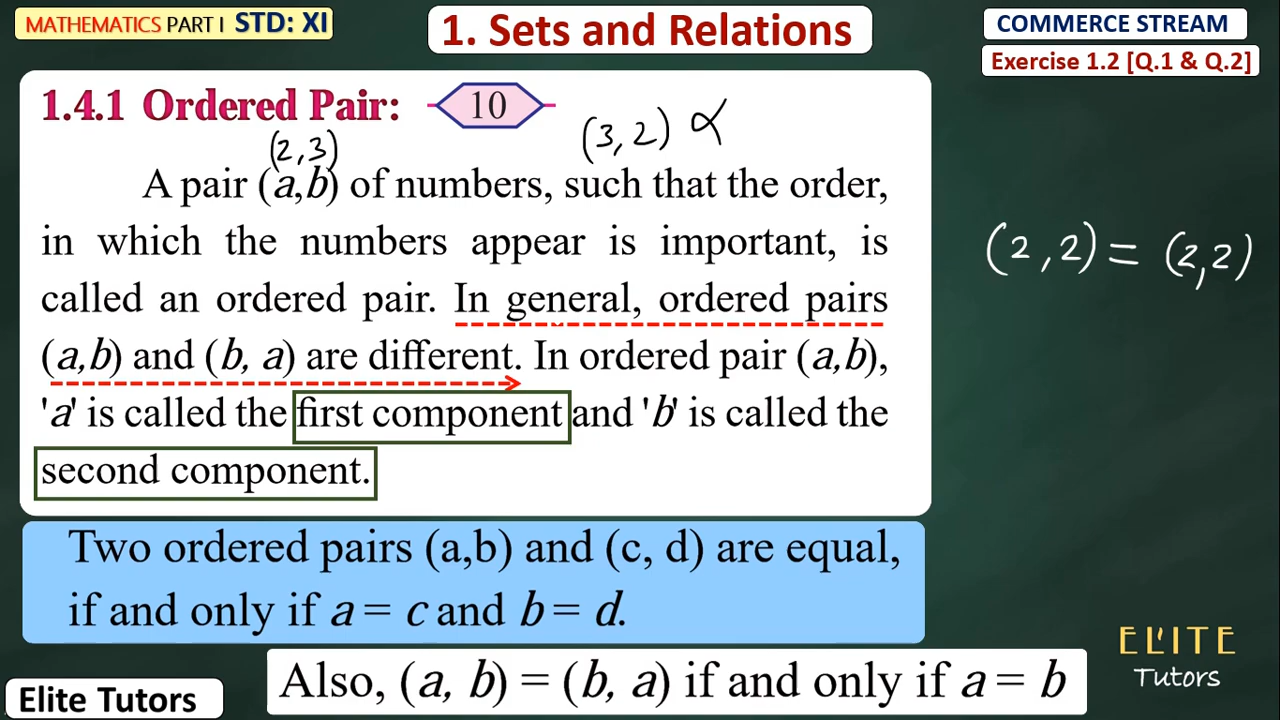 MATHEMATICS PART I STD: XI
1. Sets and Relations
COMMERCE STREAM
Exercise 1.2 [Q.1 & Q.2]
1.4.1 Ordered Pair:
10
(2,3)
(3,2) ∝
A pair (a,b) of numbers, such that the order,
in which the numbers appear is important, is
called an ordered pair. In general, ordered pairs
(a,b) and (b, a) are different. In ordered pair (a,b),
'a' is called the first component and 'b' is called the
second component.
(2,2) = (2,2)
Two ordered pairs (a,b) and (c, d) are equal,
if and only if a = c and b = d.
Also, (a, b) = (b, a) if and only if a = b
Elite Tutors
ELITE
Tutors